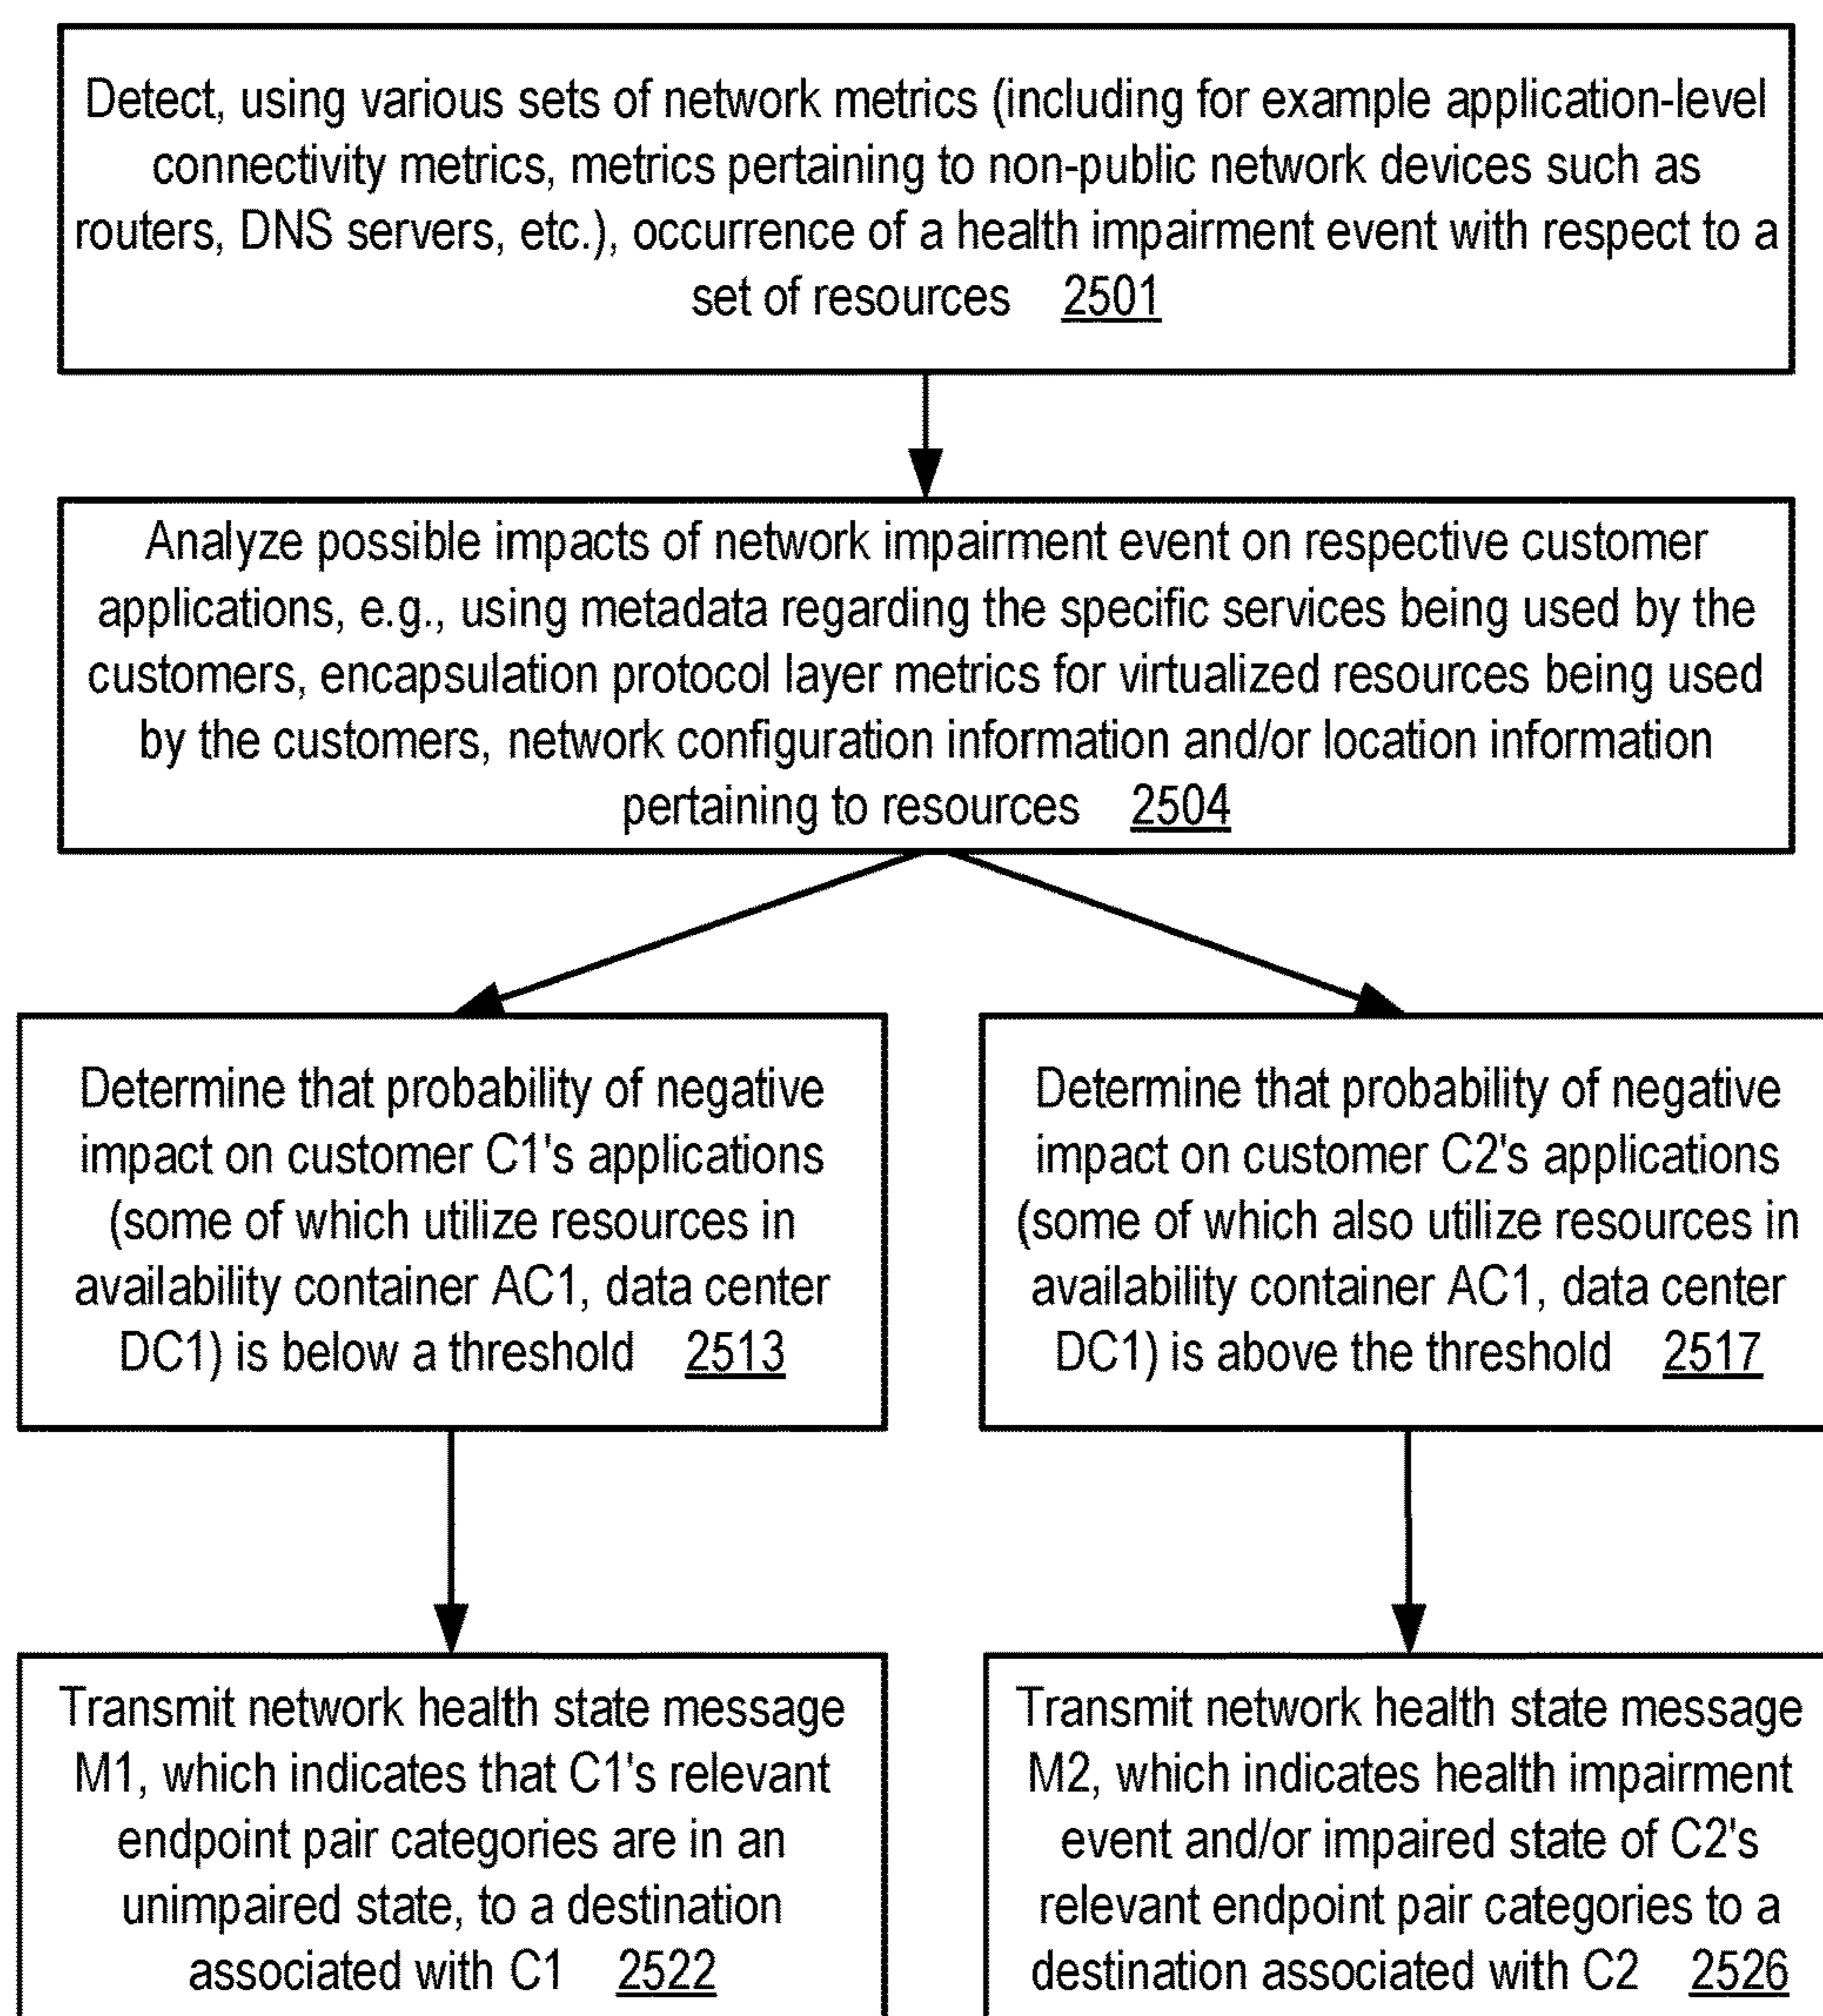 Detect, using various sets of network metrics (including for example application-level
connectivity metrics, metrics pertaining to non-public network devices such as
routers, DNS servers, etc.), occurrence of a health impairment event with respect to a
set of resources 2501
Analyze possible impacts of network impairment event on respective customer
applications, e.g., using metadata regarding the specific services being used by the
customers, encapsulation protocol layer metrics for virtualized resources being used
by the customers, network configuration information and/or location information
pertaining to resources 2504
Determine that probability of negative
impact on customer C1's applications
(some of which utilize resources in
availability container AC1, data center
DC1) is below a threshold 2513
Determine that probability of negative
impact on customer C2's applications
(some of which also utilize resources in
availability container AC1, data center
DC1) is above the threshold 2517
Transmit network health state message
M1, which indicates that C1's relevant
endpoint pair categories are in an
unimpaired state, to a destination
associated with C1 2522
Transmit network health state message
M2, which indicates health impairment
event and/or impaired state of C2's
relevant endpoint pair categories to a
destination associated with C2 2526